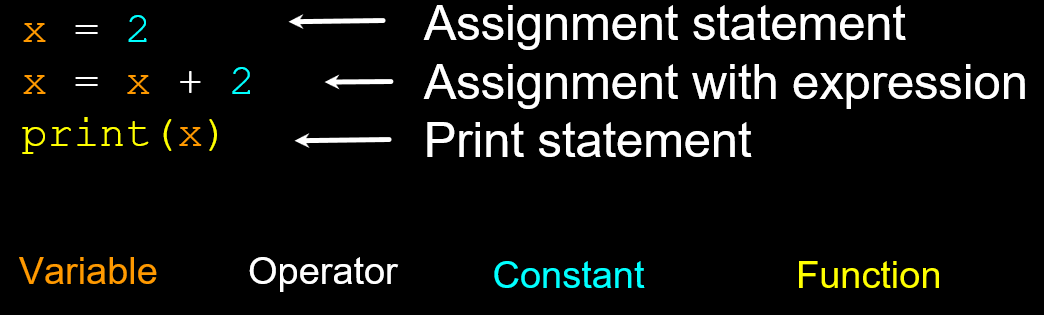 x = 2 Assignment statement
x = x + 2 Assignment with expression
print(x) Print statement
Variable Operator Constant Function